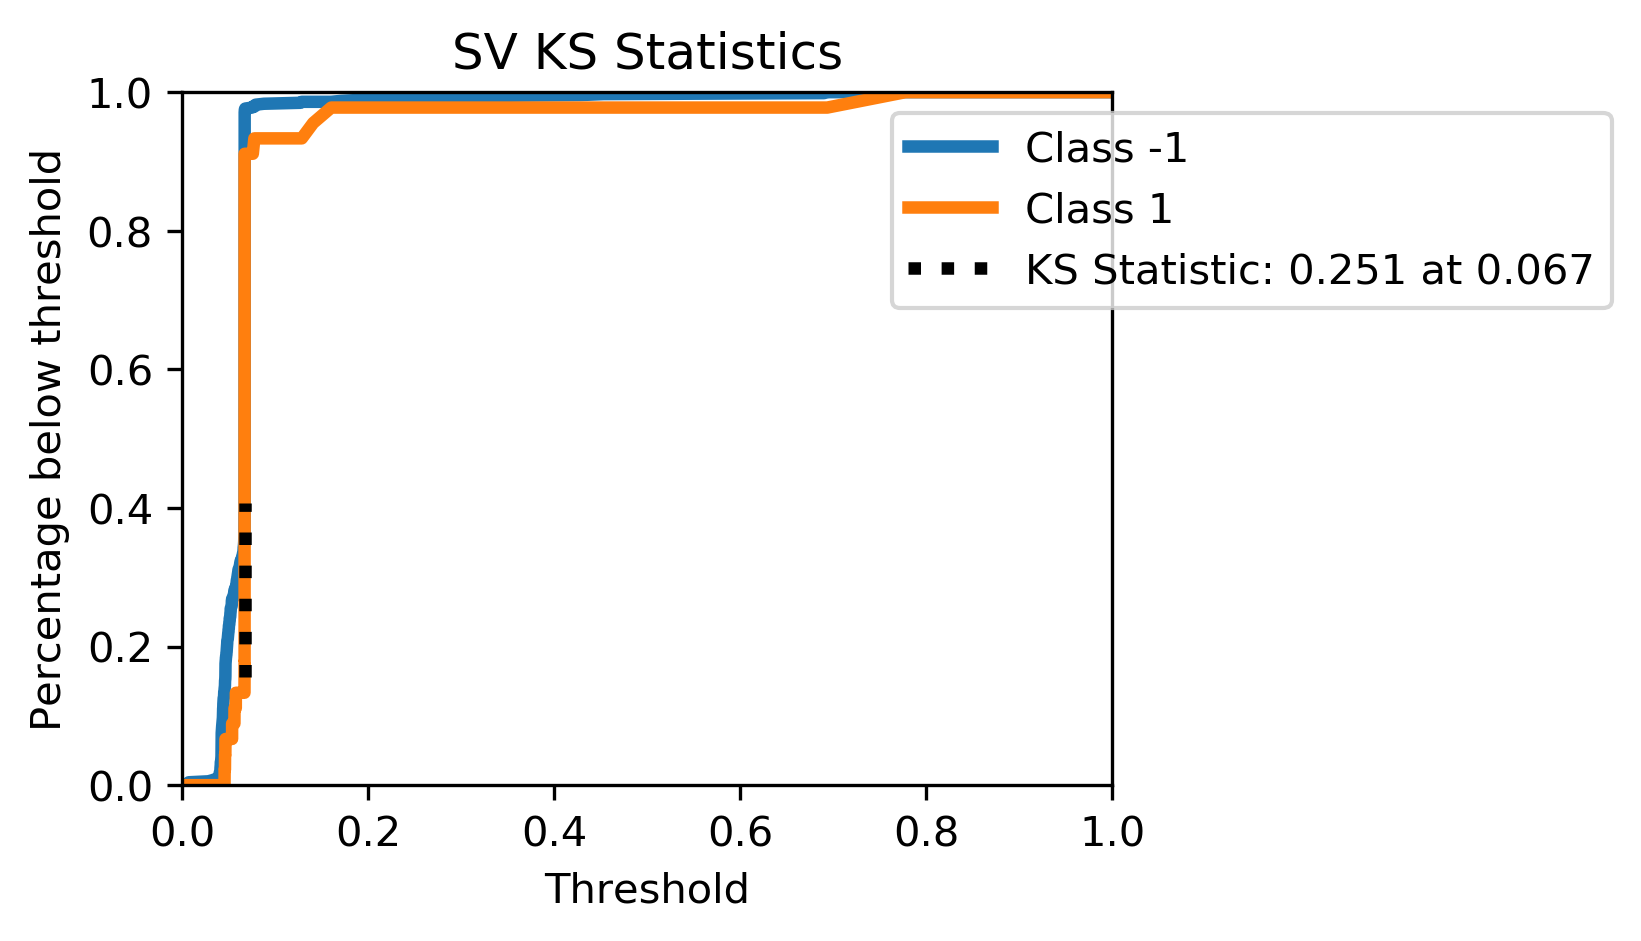 SV KS Statistics
Percentage below threshold
1.0
0.8
0.6
0.4
0.2
0.0
0.0 0.2 0.4 0.6 0.8 1.0
Threshold
Class -1
Class 1
KS Statistic: 0.251 at 0.067